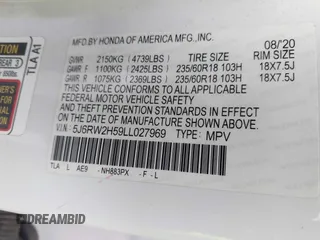 MFD.BY HONDA OF AMERICA MFG.,INC. 08/20
GVWR 2150KG (4739LBS) TIRE SIZE RIM SIZE
GAWR F 1100KG (2425LBS) 235/60R18 103H 18X7.5J
GAWR R 1075KG (2369LBS) 235/60R18 103H 18X7.5J
THIS VEHICLE CONFORMS TO ALL APPLICABLE
FEDERAL MOTOR VEHICLE SAFETY, BUMPER,
AND THEFT PREVENTION STANDARDS IN EFFECT ON
THE DATE OF MANUFACTURE SHOWN ABOVE.
V.I.N: 5J6RW2H59LL027969 TYPE: MPV
TLA L AE9 NH883PX -F-L
TLA A1
DREAMBID